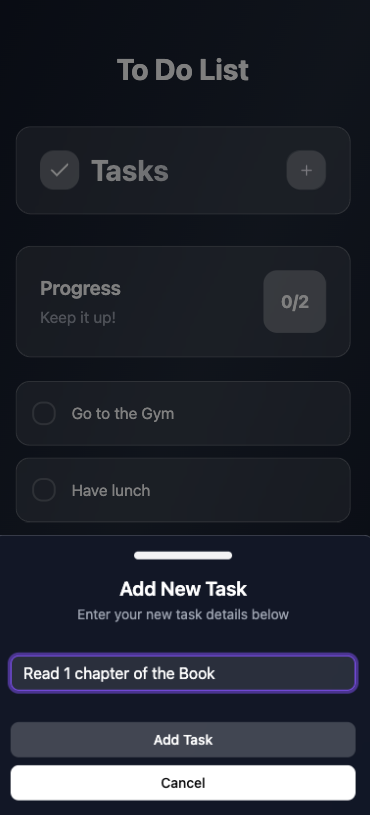 To Do List
Tasks
+
Progress
Keep it up!
0/2
Go to the Gym
Have lunch
Add New Task
Enter your new task details below
Read 1 chapter of the Book
Add Task
Cancel